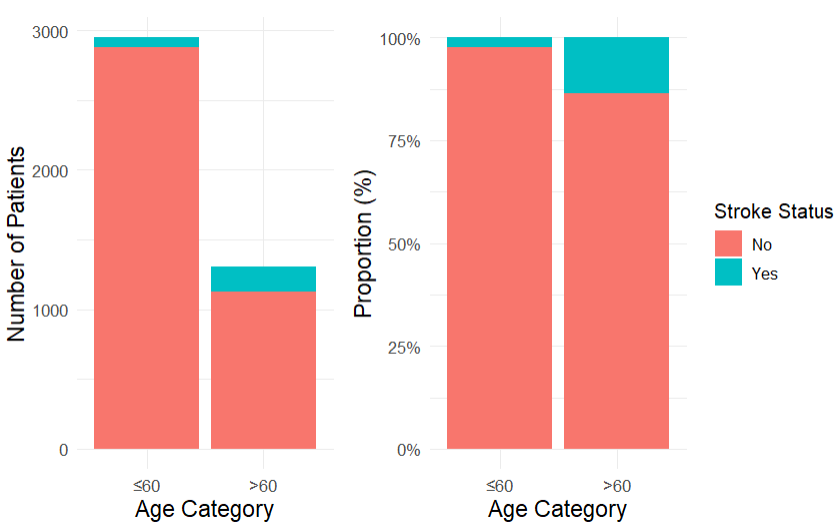 Number of Patients
3000
2000
1000
0
≤60 >60
Age Category
Proportion (%)
100%
75%
50%
25%
0%
≤60 >60
Age Category
Stroke Status
No
Yes